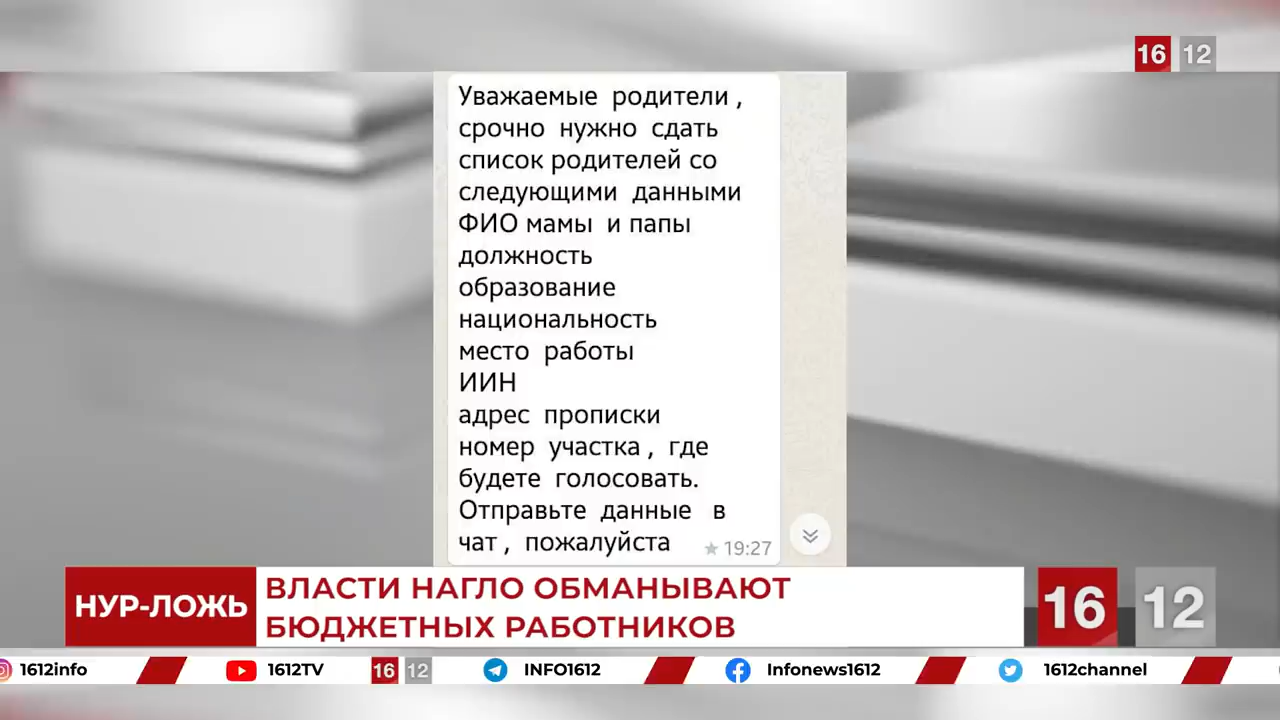 16 12
Уважаемые родители ,
срочно нужно сдать
список родителей со
следующими данными
ФИО мамы и папы
должность
образование
национальность
место работы
ИИН
адрес прописки
номер участка , где
будете голосовать.
Отправьте данные в
чат , пожалуйста
★ 19:27
НУР-ЛОЖЬ
ВЛАСТИ НАГЛО ОБМАНЫВАЮТ
БЮДЖЕТНЫХ РАБОТНИКОВ
16 12
1612info 1612TV 16 12 INFO1612 Infonews1612 1612channel